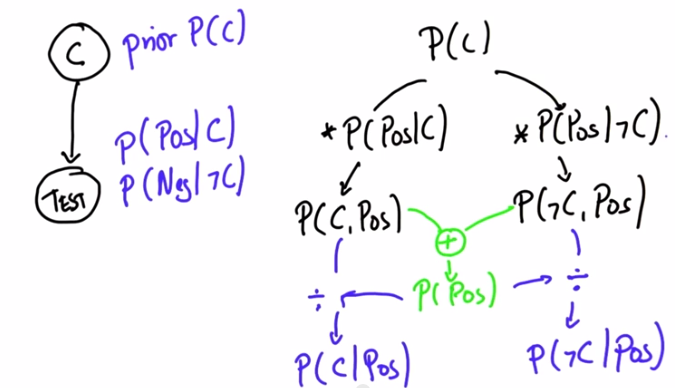 C
prior P(C)
P(Pos|C)
P(Neg|¬C)
TEST
P(C)
* P(Pos|C)
* P(Pos|¬C).
P(C, Pos)
P(¬C, Pos)
+
P(Pos)
÷
÷
P(C|Pos)
P(¬C|Pos)